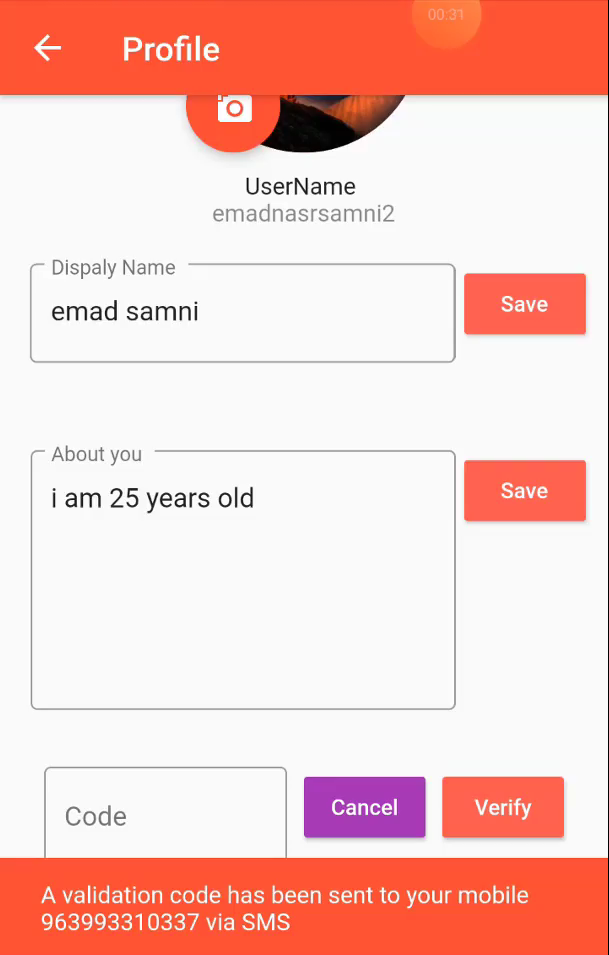 00:31
Profile
UserName
emadnasrsamni2
Dispaly Name
emad samni
Save
About you
i am 25 years old
Save
Code
Cancel
Verify
A validation code has been sent to your mobile
963993310337 via SMS